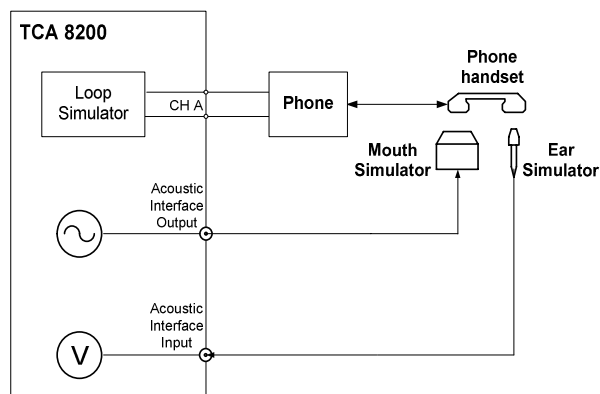 TCA 8200
Loop
Simulator
CH A
Phone
Phone
handset
Mouth
Simulator
Ear
Simulator
Acoustic
Interface
Output
Acoustic
Interface
Input
V